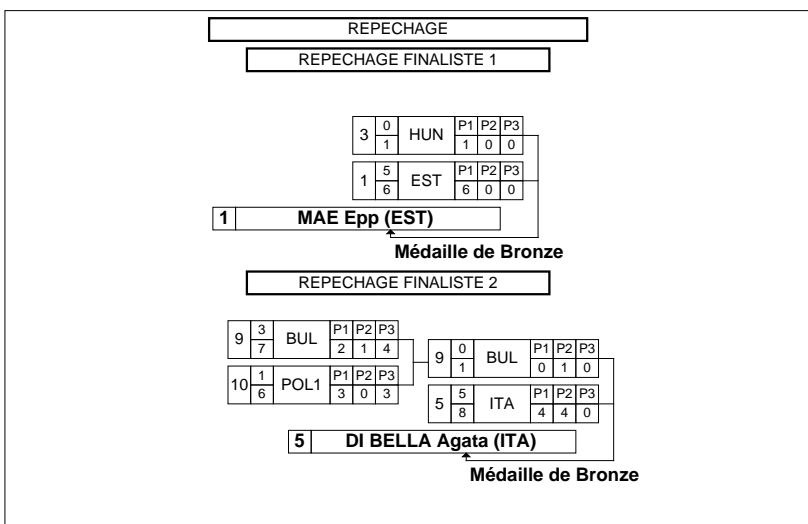 REPECHAGE
REPECHAGE FINALISTE 1
3 0 HUN P1 P2 P3
1 1 0 0
1 5 EST P1 P2 P3
6 6 0 0
1 MAE Epp (EST)
Médaille de Bronze
REPECHAGE FINALISTE 2
9 3 BUL P1 P2 P3
7 2 1 4
10 1 POL1 P1 P2 P3
6 3 0 3
9 0 BUL P1 P2 P3
1 0 1 0
5 5 ITA P1 P2 P3
8 4 4 0
5 DI BELLA Agata (ITA)
Médaille de Bronze